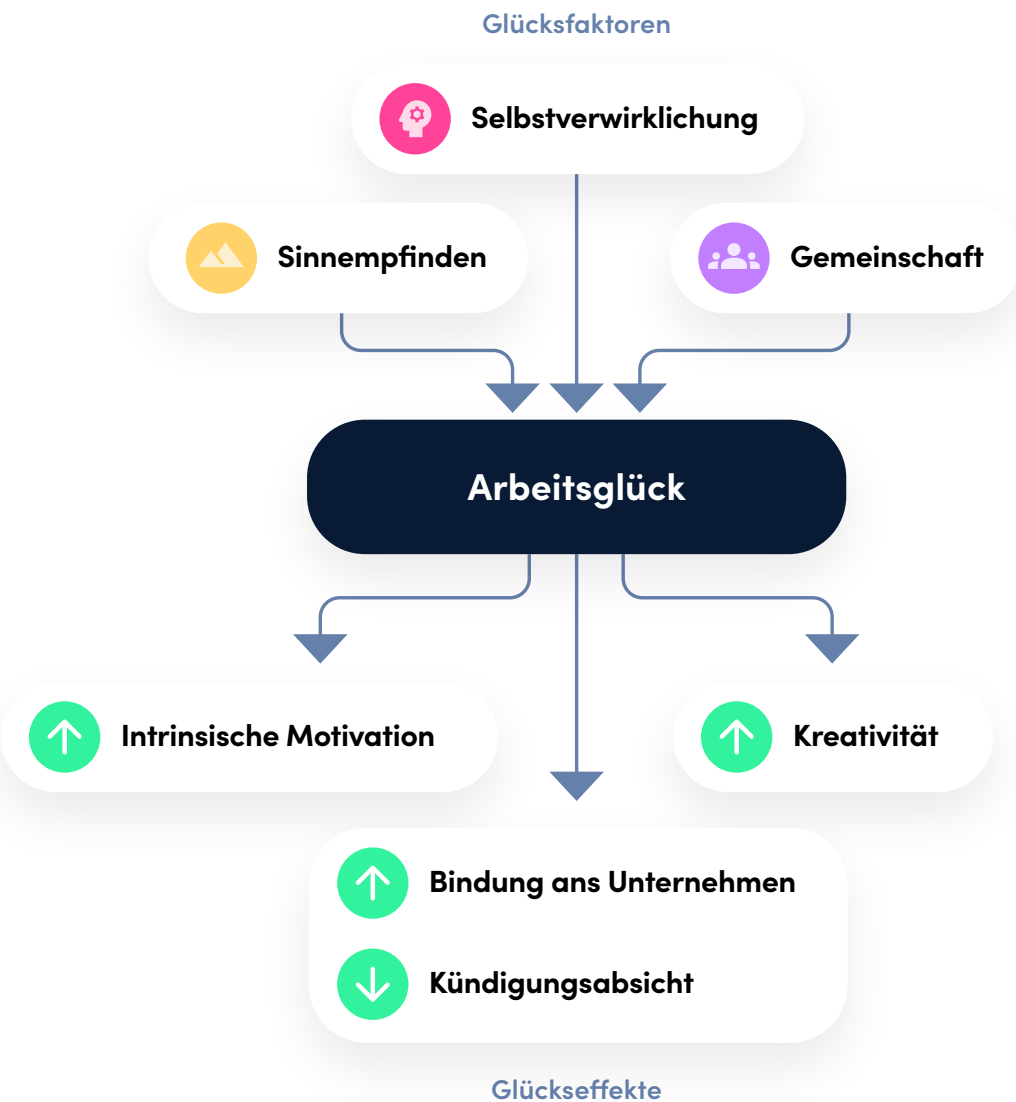 Glücksfaktoren
Selbstverwirklichung
Sinnempfinden
Gemeinschaft
Arbeitsglück
Intrinsische Motivation
Kreativität
Bindung ans Unternehmen
Kündigungsabsicht
Glückseffekte